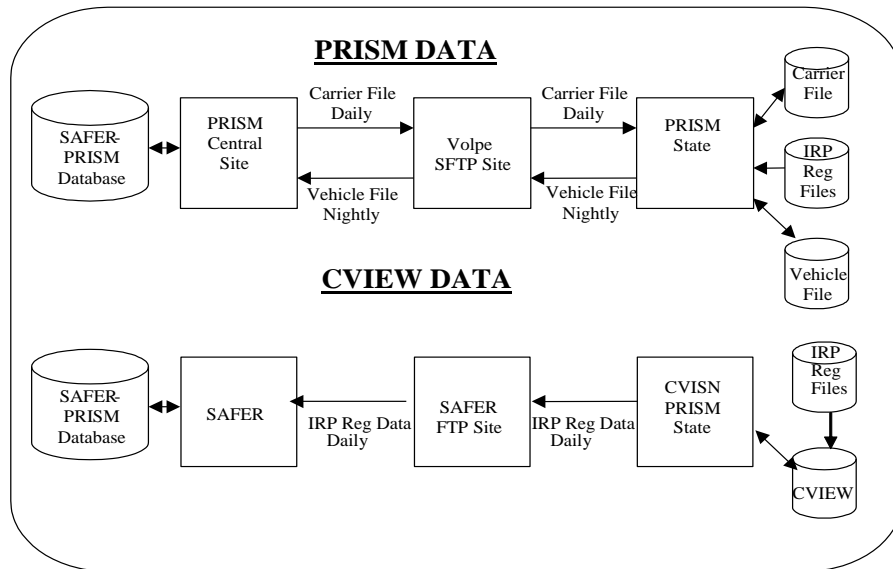 PRISM DATA
SAFER-
PRISM
Database
PRISM
Central
Site
Carrier File
Daily
Vehicle File
Nightly
Volpe
SFTP Site
Carrier File
Daily
Vehicle File
Nightly
PRISM
State
Carrier
File
IRP
Reg
Files
Vehicle
File
CVIEW DATA
SAFER-
PRISM
Database
SAFER
IRP Reg Data
Daily
SAFER
FTP Site
IRP Reg Data
Daily
CVISN
PRISM
State
IRP
Reg
Files
CVIEW